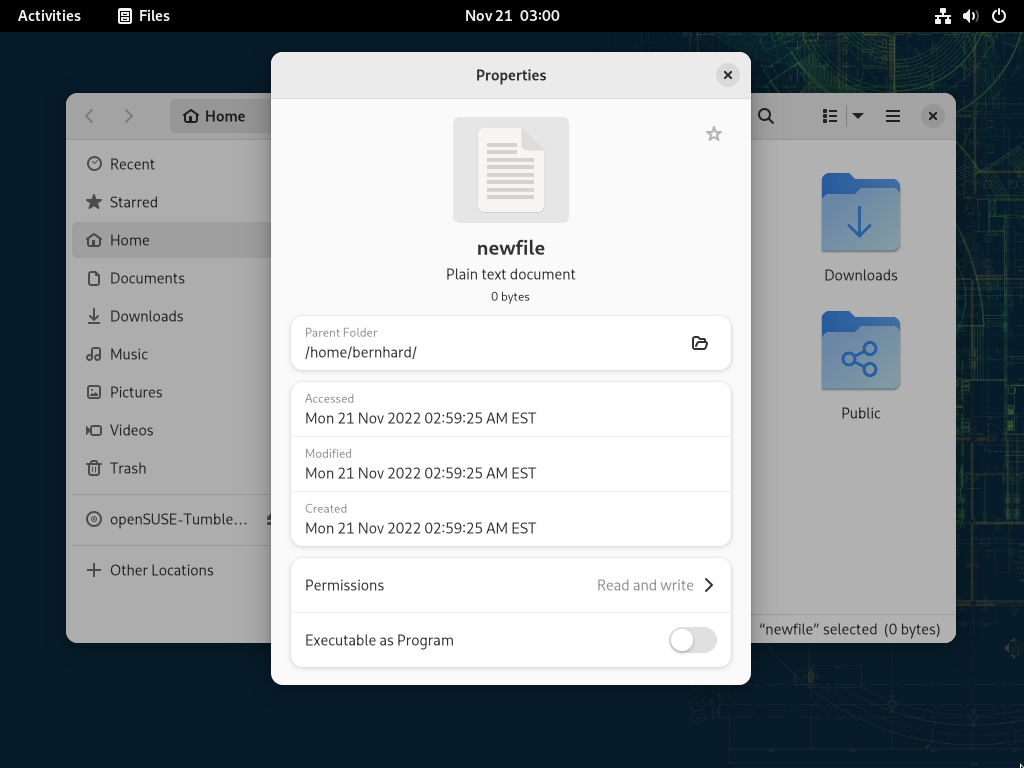 Activities
Files
Nov 21 03:00
Properties
Home
Recent
Starred
Home
Documents
Downloads
Music
Pictures
Videos
Trash
openSUSE-Tumble…
Other Locations
newfile
Plain text document
0 bytes
Parent Folder
/home/bernhard/
Accessed
Mon 21 Nov 2022 02:59:25 AM EST
Modified
Mon 21 Nov 2022 02:59:25 AM EST
Created
Mon 21 Nov 2022 02:59:25 AM EST
Permissions
Read and write
Executable as Program
Downloads
Public
“newfile” selected (0 bytes)